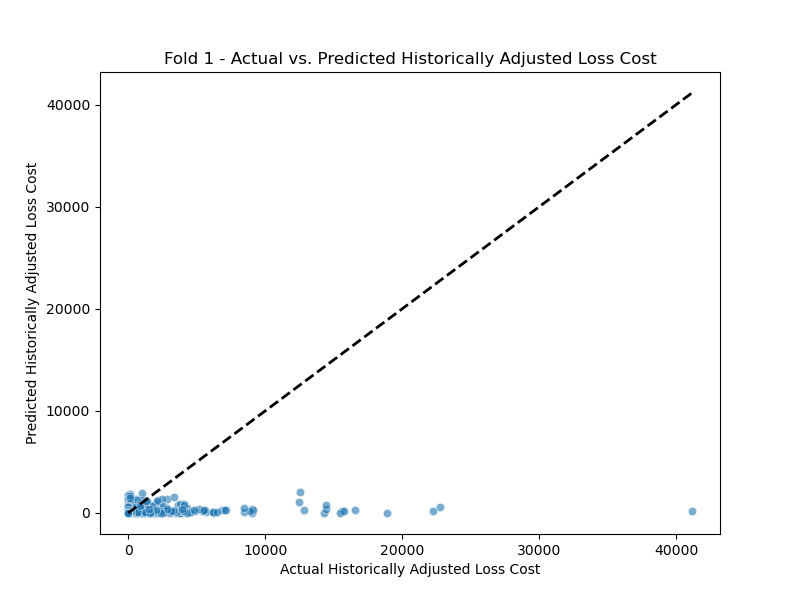 Fold 1 - Actual vs. Predicted Historically Adjusted Loss Cost
Predicted Historically Adjusted Loss Cost
40000
30000
20000
10000
0
0 10000 20000 30000 40000
Actual Historically Adjusted Loss Cost